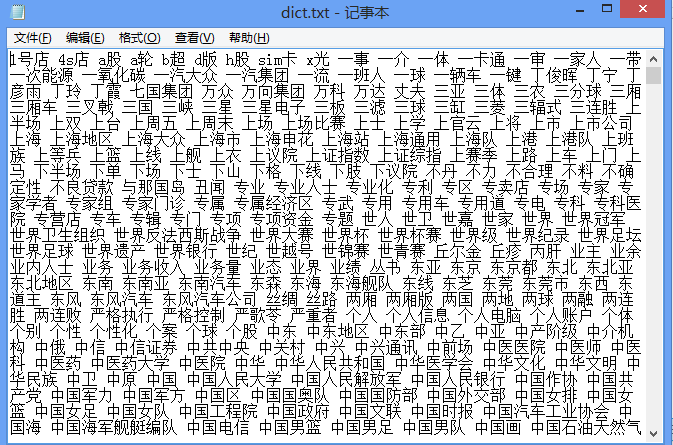 dict.txt - 记事本
文件(F) 编辑(E) 格式(O) 查看(V) 帮助(H)
1号店 4s店 a股 a轮 b超 d版 h股 sim卡 x光 一事 一介 一体 一卡通 一审 一家人 一带
一次能源 一氧化碳 一汽大众 一汽集团 一流 一班人 一球 一辆车 一键 丁俊晖 丁宁 丁
彦雨 丁玲 丁霞 七国集团 万众 万向集团 万科 万达 丈夫 三亚 三体 三农 三分球 三厢
三厢车 三叉戟 三国 三峡 三星 三星电子 三板 三滤 三球 三缸 三菱 三辐式 三连胜 上
半场 上双 上台 上周五 上周末 上场 上场比赛 上士 上学 上官云 上将 上市 上市公司
上海 上海地区 上海大众 上海市 上海申花 上海站 上海通用 上海队 上港 上港队 上班
族 上等兵 上篮 上线 上舰 上衣 上议院 上证指数 上证综指 上赛季 上路 上车 上门 上
马 下半场 下单 下场 下士 下山 下格 下线 下肢 下议院 不丹 不力 不合理 不料 不确
定性 不良贷款 与那国岛 丑闻 专业 专业人士 专业化 专利 专区 专卖店 专场 专家 专
家学者 专家组 专家门诊 专属 专属经济区 专武 专用 专用车 专用道 专电 专科 专科医
院 专营店 专车 专辑 专门 专项 专项资金 专题 世人 世卫 世嘉 世家 世界 世界冠军
世界卫生组织 世界反法西斯战争 世界大赛 世界杯 世界杯赛 世界级 世界纪录 世界足坛
世界足球 世界遗产 世界银行 世纪 世越号 世锦赛 世青赛 丘尔金 丘疹 丙肝 业主 业余
业内人士 业务 业务收入 业务量 业态 业界 业绩 丛书 东亚 东京 东京都 东北 东北亚
东北地区 东南 东南亚 东南汽车 东森 东海 东海舰队 东线 东芝 东莞 东莞市 东西 东
道主 东风 东风汽车 东风汽车公司 丝绸 丝路 两厢 两厢版 两国 两地 两球 两融 两连
胜 两连败 严格执行 严格控制 严歌苓 严重者 个人 个人信息 个人电脑 个人账户 个体
个别 个性 个性化 个案 个球 个股 中东 中东地区 中东部 中乙 中亚 中产阶级 中介机
构 中俄 中信 中信证券 中共中央 中关村 中兴 中兴通讯 中前场 中医医院 中医师 中医
科 中医药 中医药大学 中医院 中华 中华人民共和国 中华医学会 中华文化 中华文明 中
华民族 中卫 中原 中国 中国人民大学 中国人民解放军 中国人民银行 中国作协 中国共
产党 中国军力 中国军方 中国区 中国国奥队 中国国防部 中国外交部 中国女排 中国女
篮 中国女足 中国女队 中国工程院 中国政府 中国文联 中国时报 中国汽车工业协会 中
国海 中国海军舰艇编队 中国电信 中国男篮 中国男足 中国男队 中国画 中国石油天然气